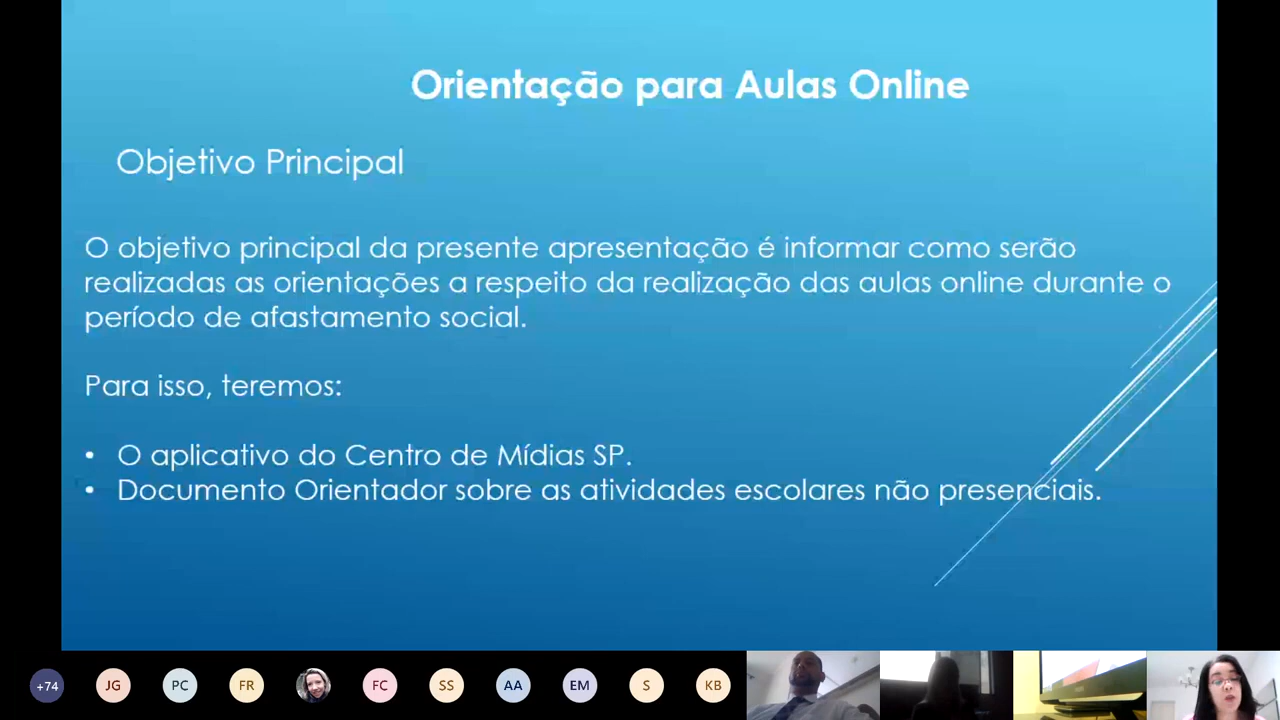 Orientação para Aulas Online
Objetivo Principal
O objetivo principal da presente apresentação é informar como serão
realizadas as orientações a respeito da realização das aulas online durante o
período de afastamento social.
Para isso, teremos:
• O aplicativo do Centro de Mídias SP.
• Documento Orientador sobre as atividades escolares não presenciais.
+74 JG PC FR FC SS AA EM S KB